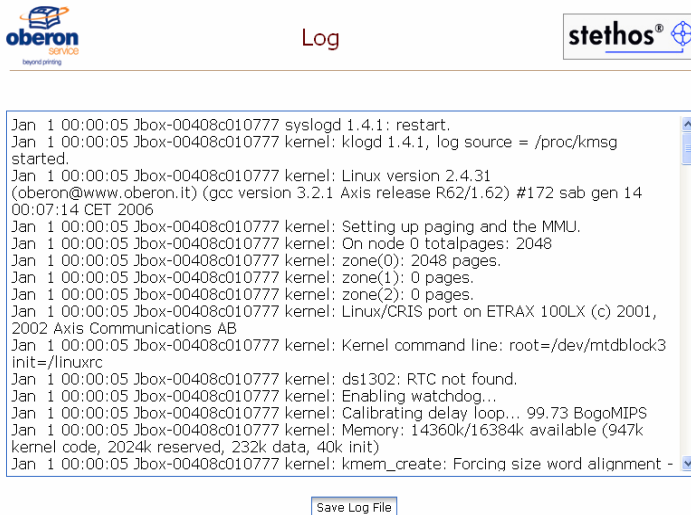 oberon
service
beyond printing
Log
stethos®
Jan  1 00:00:05 Jbox-00408c010777 syslogd 1.4.1: restart.
Jan  1 00:00:05 Jbox-00408c010777 kernel: klogd 1.4.1, log source = /proc/kmsg
started.
Jan  1 00:00:05 Jbox-00408c010777 kernel: Linux version 2.4.31
(oberon@www.oberon.it) (gcc version 3.2.1 Axis release R62/1.62) #172 sab gen 14
00:07:14 CET 2006
Jan  1 00:00:05 Jbox-00408c010777 kernel: Setting up paging and the MMU.
Jan  1 00:00:05 Jbox-00408c010777 kernel: On node 0 totalpages: 2048
Jan  1 00:00:05 Jbox-00408c010777 kernel: zone(0): 2048 pages.
Jan  1 00:00:05 Jbox-00408c010777 kernel: zone(1): 0 pages.
Jan  1 00:00:05 Jbox-00408c010777 kernel: zone(2): 0 pages.
Jan  1 00:00:05 Jbox-00408c010777 kernel: Linux/CRIS port on ETRAX 100LX (c) 2001,
2002 Axis Communications AB
Jan  1 00:00:05 Jbox-00408c010777 kernel: Kernel command line: root=/dev/mtdblock3
init=/linuxrc
Jan  1 00:00:05 Jbox-00408c010777 kernel: ds1302: RTC not found.
Jan  1 00:00:05 Jbox-00408c010777 kernel: Enabling watchdog...
Jan  1 00:00:05 Jbox-00408c010777 kernel: Calibrating delay loop... 99.73 BogoMIPS
Jan  1 00:00:05 Jbox-00408c010777 kernel: Memory: 14360k/16384k available (947k
kernel code, 2024k reserved, 232k data, 40k init)
Jan  1 00:00:05 Jbox-00408c010777 kernel: kmem_create: Forcing size word alignment -
Save Log File